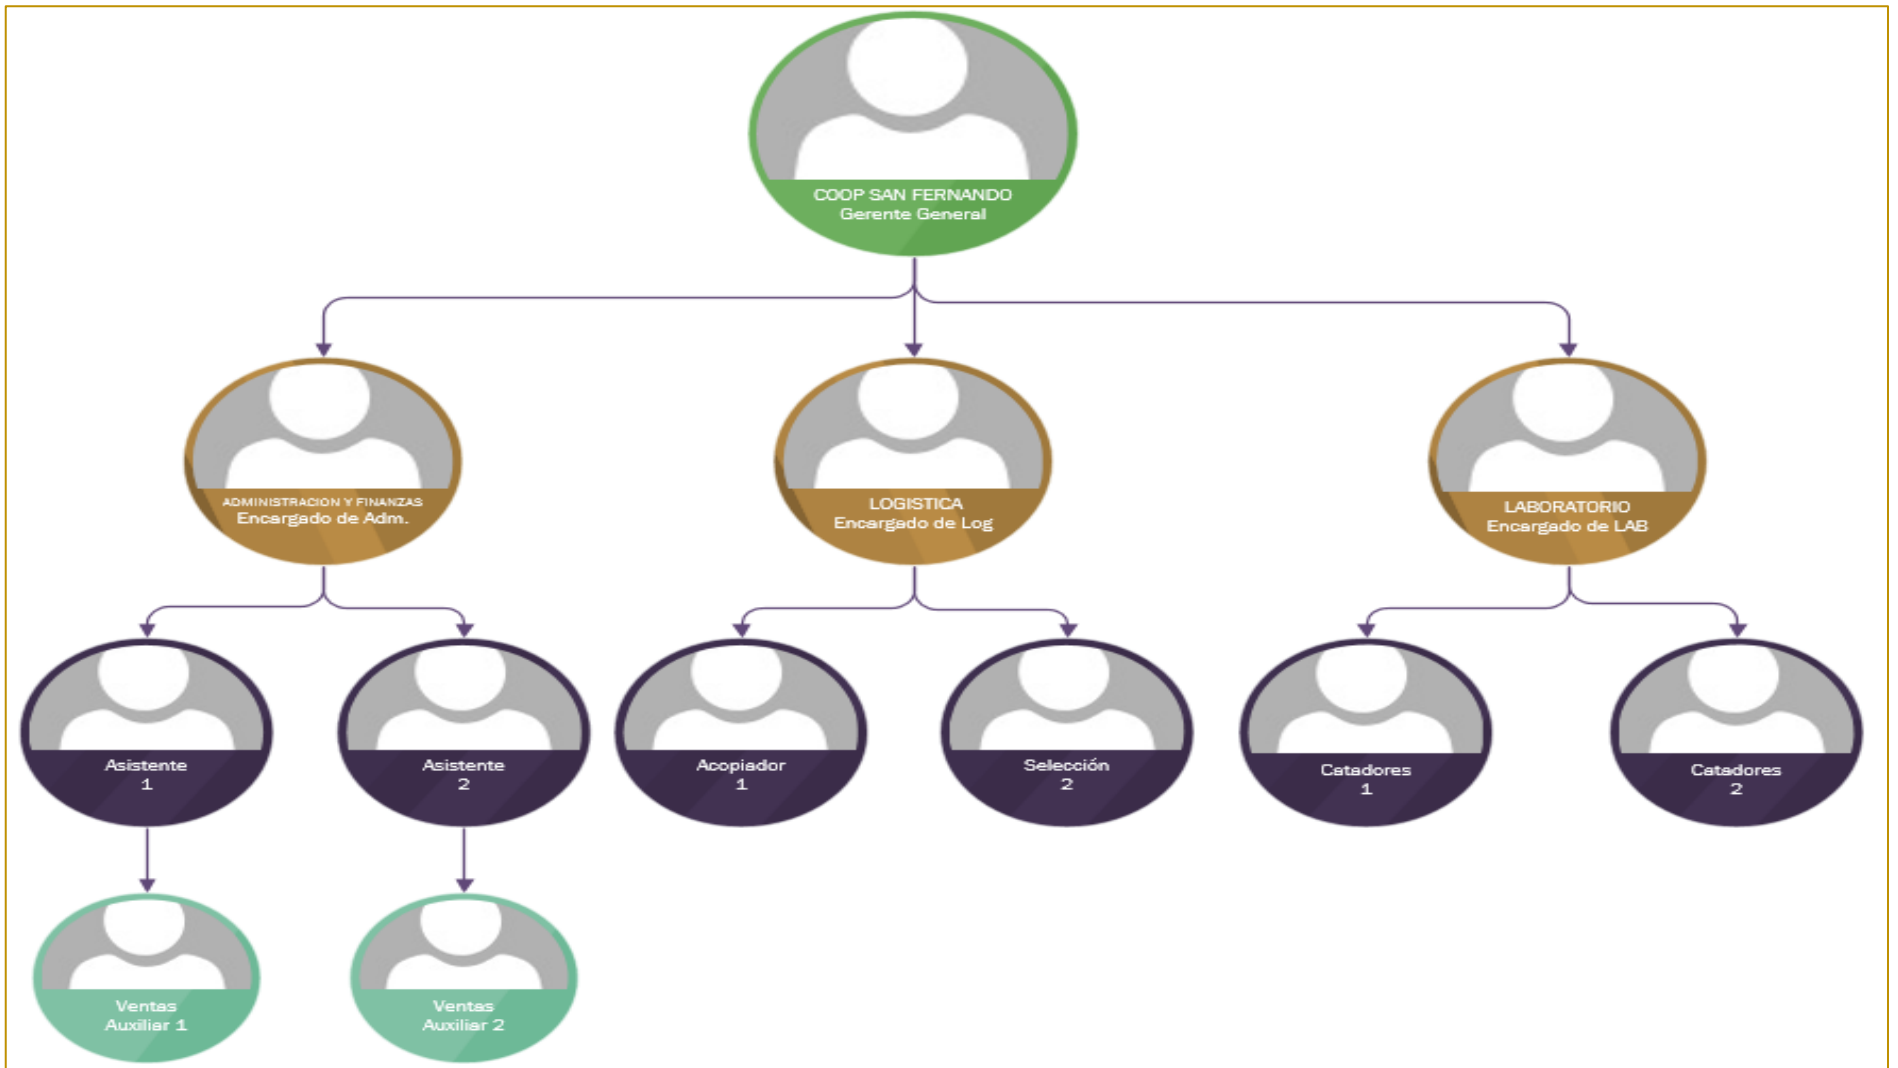 COOP SAN FERNANDO
Gerente General
ADMINISTRACION Y FINANZAS
Encargado de Adm.
LOGISTICA
Encargado de Log
LABORATORIO
Encargado de LAB
Asistente
1
Asistente
2
Acopiador
1
Selección
2
Catadores
1
Catadores
2
Ventas
Auxiliar 1
Ventas
Auxiliar 2